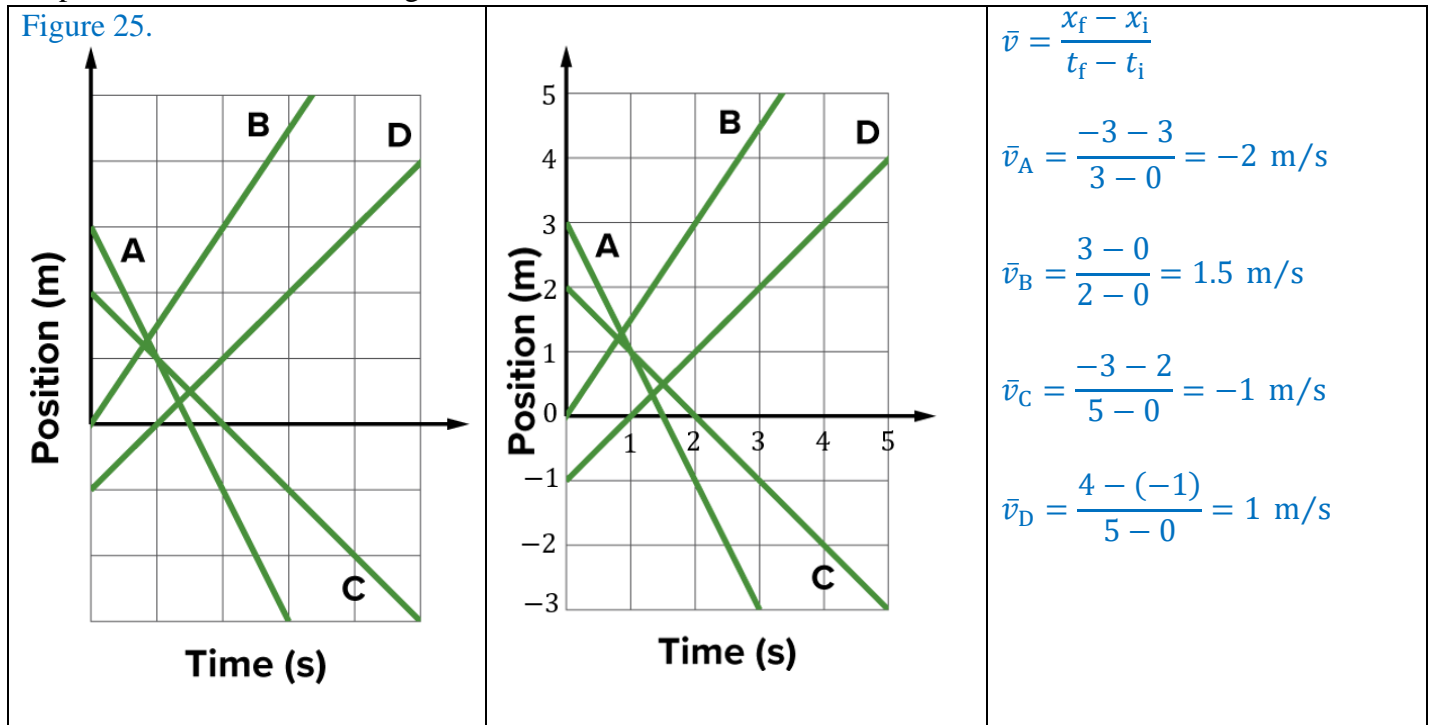 Figure 25.
B
D
A
C
Position (m)
Time (s)
5
4
3
2
1
0
−1
−2
−3
1 2 3 4 5
B
D
A
C
Position (m)
Time (s)
v̄ = (x_f − x_i)/(t_f − t_i)
v̄_A = (−3 − 3)/(3 − 0) = −2 m/s
v̄_B = (3 − 0)/(2 − 0) = 1.5 m/s
v̄_C = (−3 − 2)/(5 − 0) = −1 m/s
v̄_D = (4 − (−1))/(5 − 0) = 1 m/s